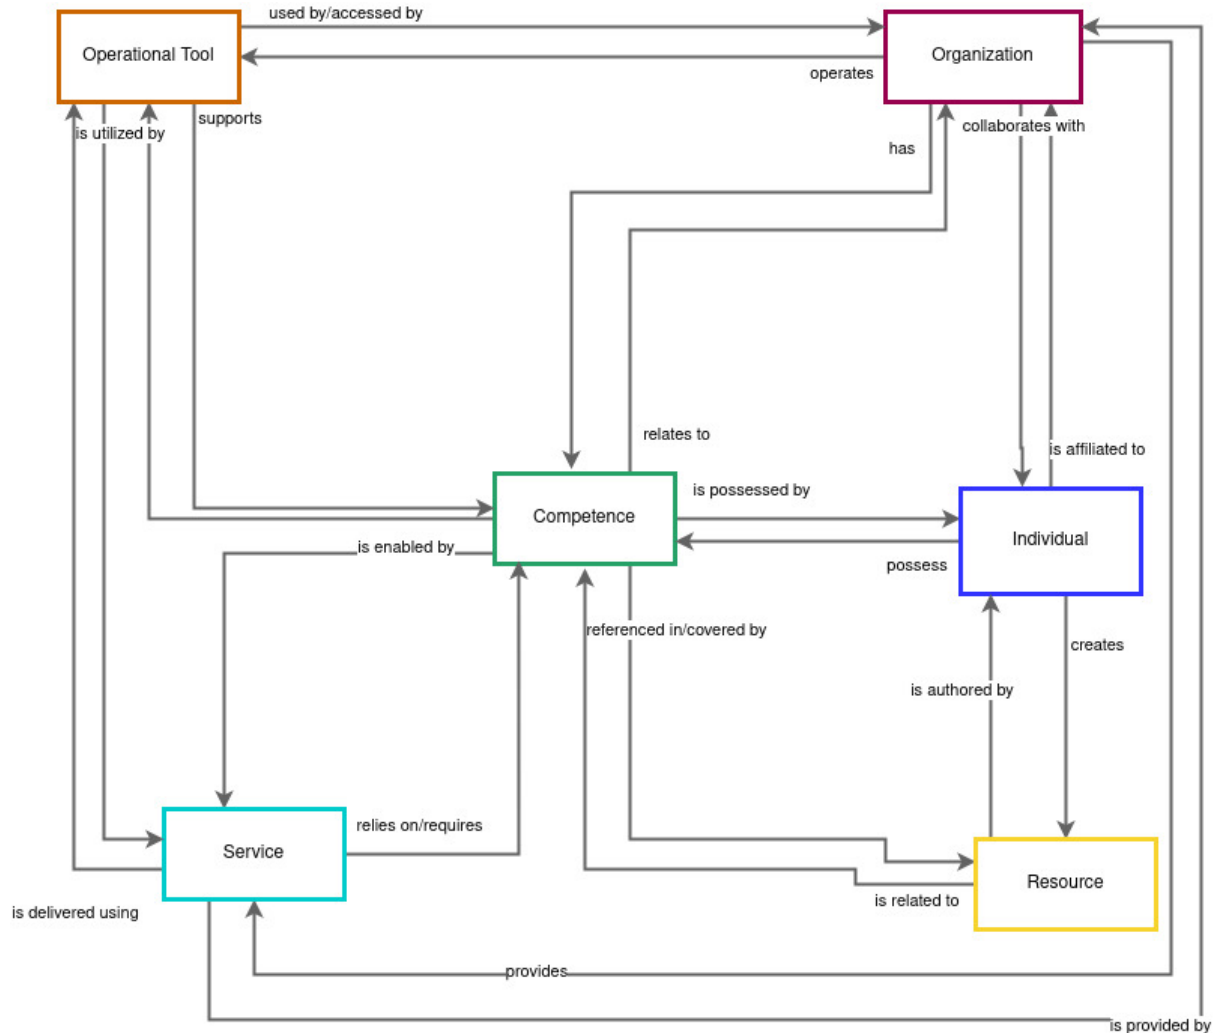 used by/accessed by
Operational Tool
Organization
operates
supports
is utilized by
collaborates with
has
relates to
is affiliated to
is possessed by
Competence
Individual
is enabled by
possess
referenced in/covered by
creates
is authored by
relies on/requires
Service
Resource
is related to
is delivered using
provides
is provided by